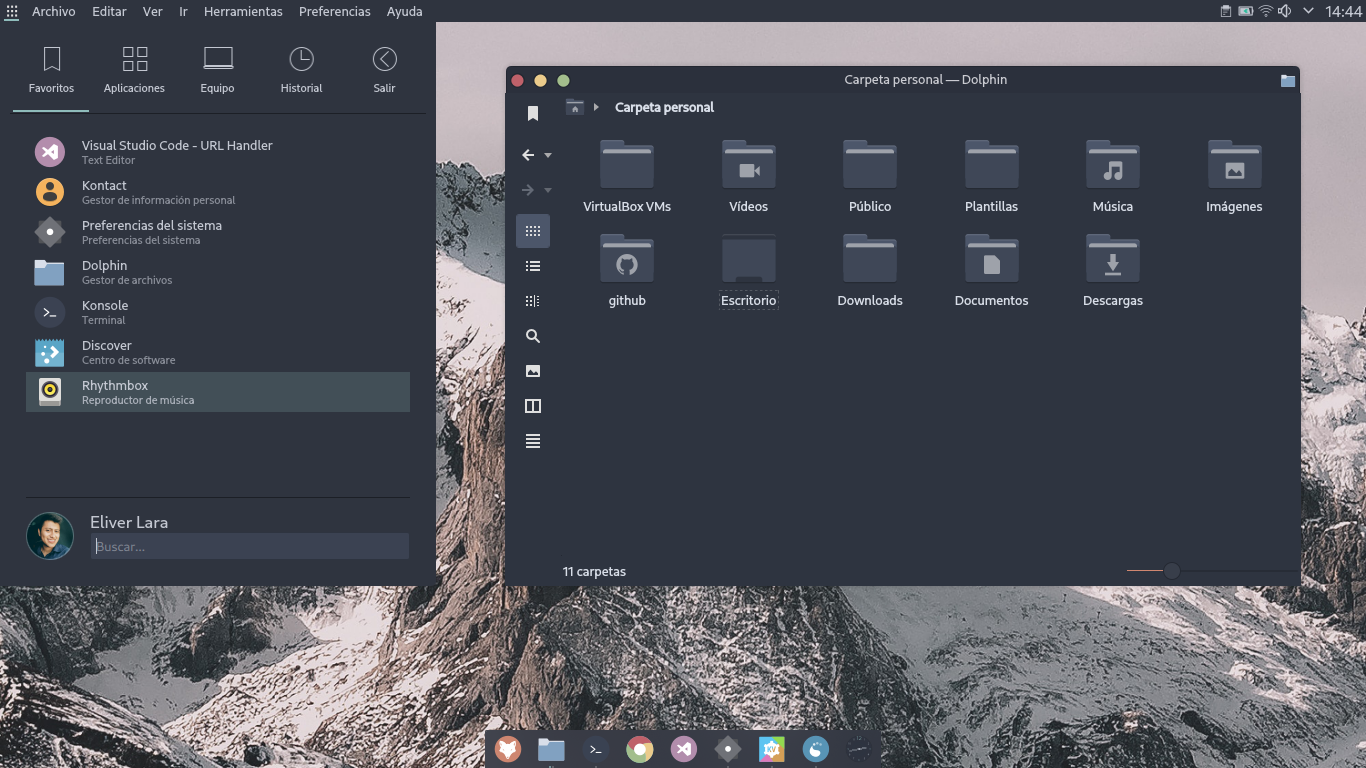 Archivo Editar Ver Ir Herramientas Preferencias Ayuda 14:44
Favoritos Aplicaciones Equipo Historial Salir
Visual Studio Code - URL Handler
Text Editor
Kontact
Gestor de información personal
Preferencias del sistema
Preferencias del sistema
Dolphin
Gestor de archivos
Konsole
Terminal
Discover
Centro de software
Rhythmbox
Reproductor de música
Eliver Lara
Buscar...
Carpeta personal — Dolphin
Carpeta personal
VirtualBox VMs Vídeos Público Plantillas Música Imágenes
github Escritorio Downloads Documentos Descargas
11 carpetas
KV